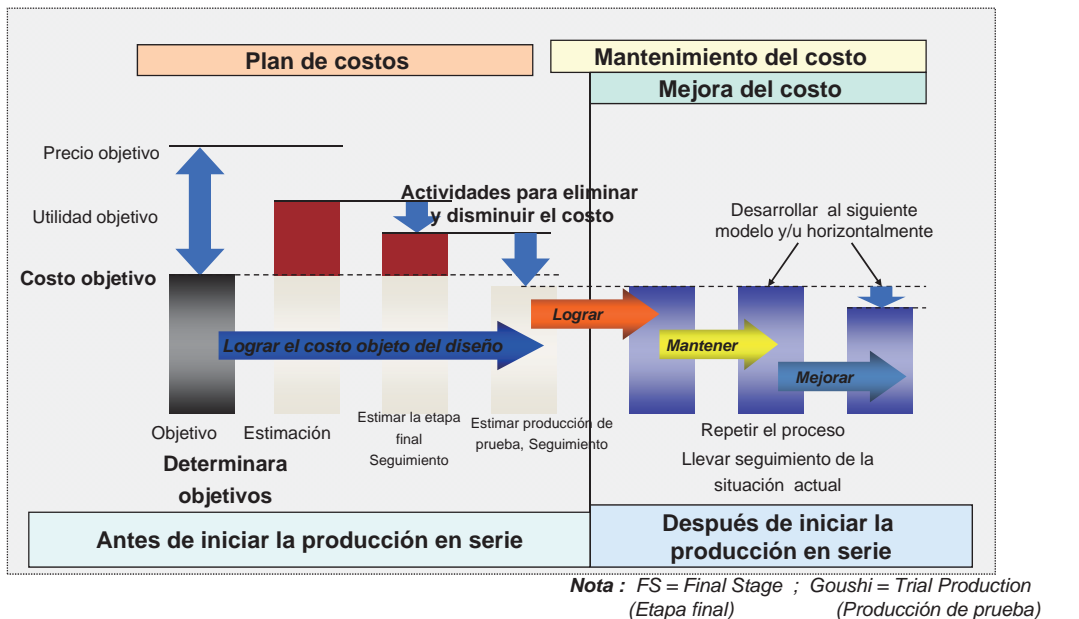 Plan de costos
Mantenimiento del costo
Mejora del costo
Precio objetivo
Utilidad objetivo
Costo objetivo
Actividades para eliminar
y disminuir el costo
Desarrollar al siguiente
modelo y/u horizontalmente
Lograr el costo objeto del diseño
Lograr
Mantener
Mejorar
Objetivo
Estimación
Estimar la etapa
final
Seguimiento
Estimar producción de
prueba, Seguimiento
Determinara
objetivos
Repetir el proceso
Llevar seguimiento de la
situación actual
Antes de iniciar la producción en serie
Después de iniciar la
producción en serie
Nota : FS = Final Stage ; Goushi = Trial Production
(Etapa final) (Producción de prueba)